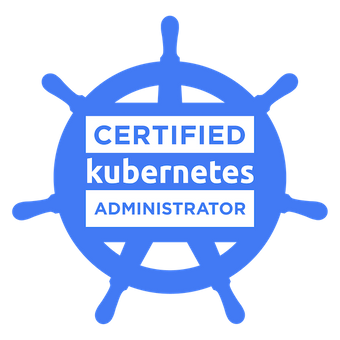 CERTIFIED
kubernetes
ADMINISTRATOR